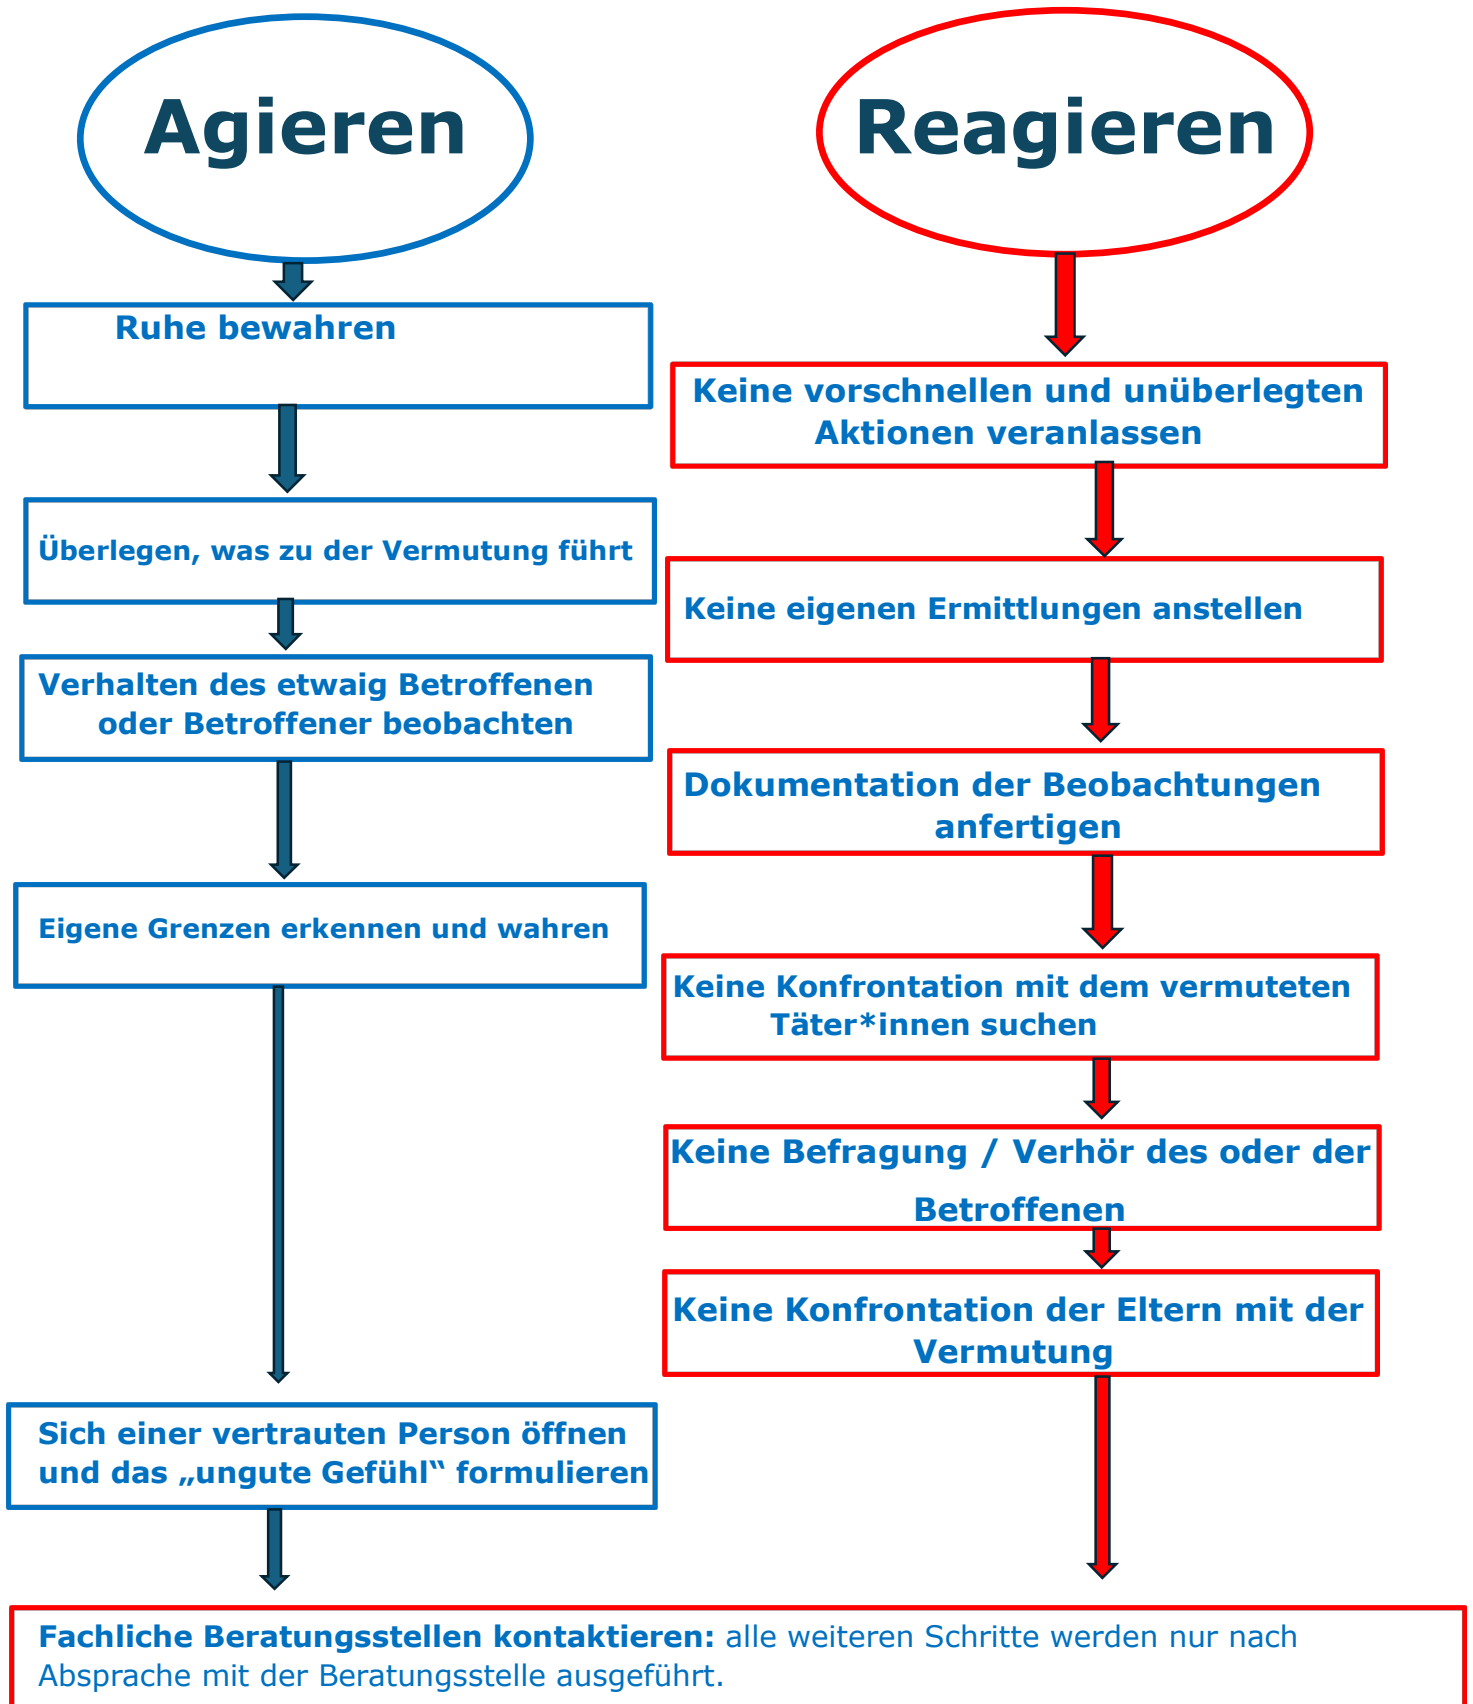 Agieren
Ruhe bewahren
Überlegen, was zu der Vermutung führt
Verhalten des etwaig Betroffenen
oder Betroffener beobachten
Eigene Grenzen erkennen und wahren
Sich einer vertrauten Person öffnen
und das „ungute Gefühl“ formulieren
Reagieren
Keine vorschnellen und unüberlegten
Aktionen veranlassen
Keine eigenen Ermittlungen anstellen
Dokumentation der Beobachtungen
anfertigen
Keine Konfrontation mit dem vermuteten
Täter*innen suchen
Keine Befragung / Verhör des oder der
Betroffenen
Keine Konfrontation der Eltern mit der
Vermutung
Fachliche Beratungsstellen kontaktieren: alle weiteren Schritte werden nur nach
Absprache mit der Beratungsstelle ausgeführt.